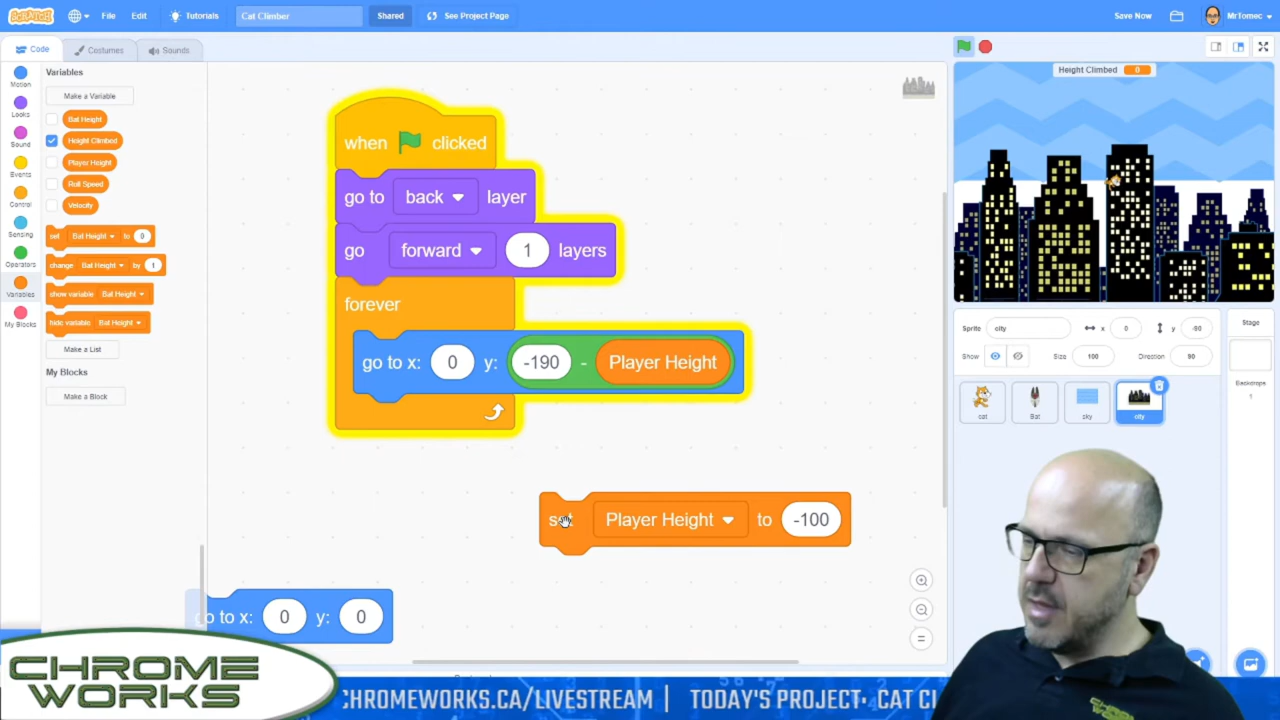 SCRATCH
File
Edit
Tutorials
Cat Climber
Shared
See Project Page
Save Now
MrTomec
Code
Costumes
Sounds
Motion
Looks
Sound
Events
Control
Sensing
Operators
Variables
My Blocks
Variables
Make a Variable
Bat Height
Height Climbed
Player Height
Roll Speed
Velocity
set Bat Height to 0
change Bat Height by 1
show variable Bat Height
hide variable Bat Height
Make a List
My Blocks
Make a Block
when clicked
go to back layer
go forward 1 layers
forever
go to x: 0 y: -190 - Player Height
set Player Height to -100
go to x: 0 y: 0
Height Climbed 0
Sprite city x 0 y -90
Show Size 100 Direction 90
Stage
Backdrops
1
cat
Bat
sky
city
CHROME
WORKS
CHROMEWORKS.CA/LIVESTREAM | TODAY'S PROJECT: CAT CL